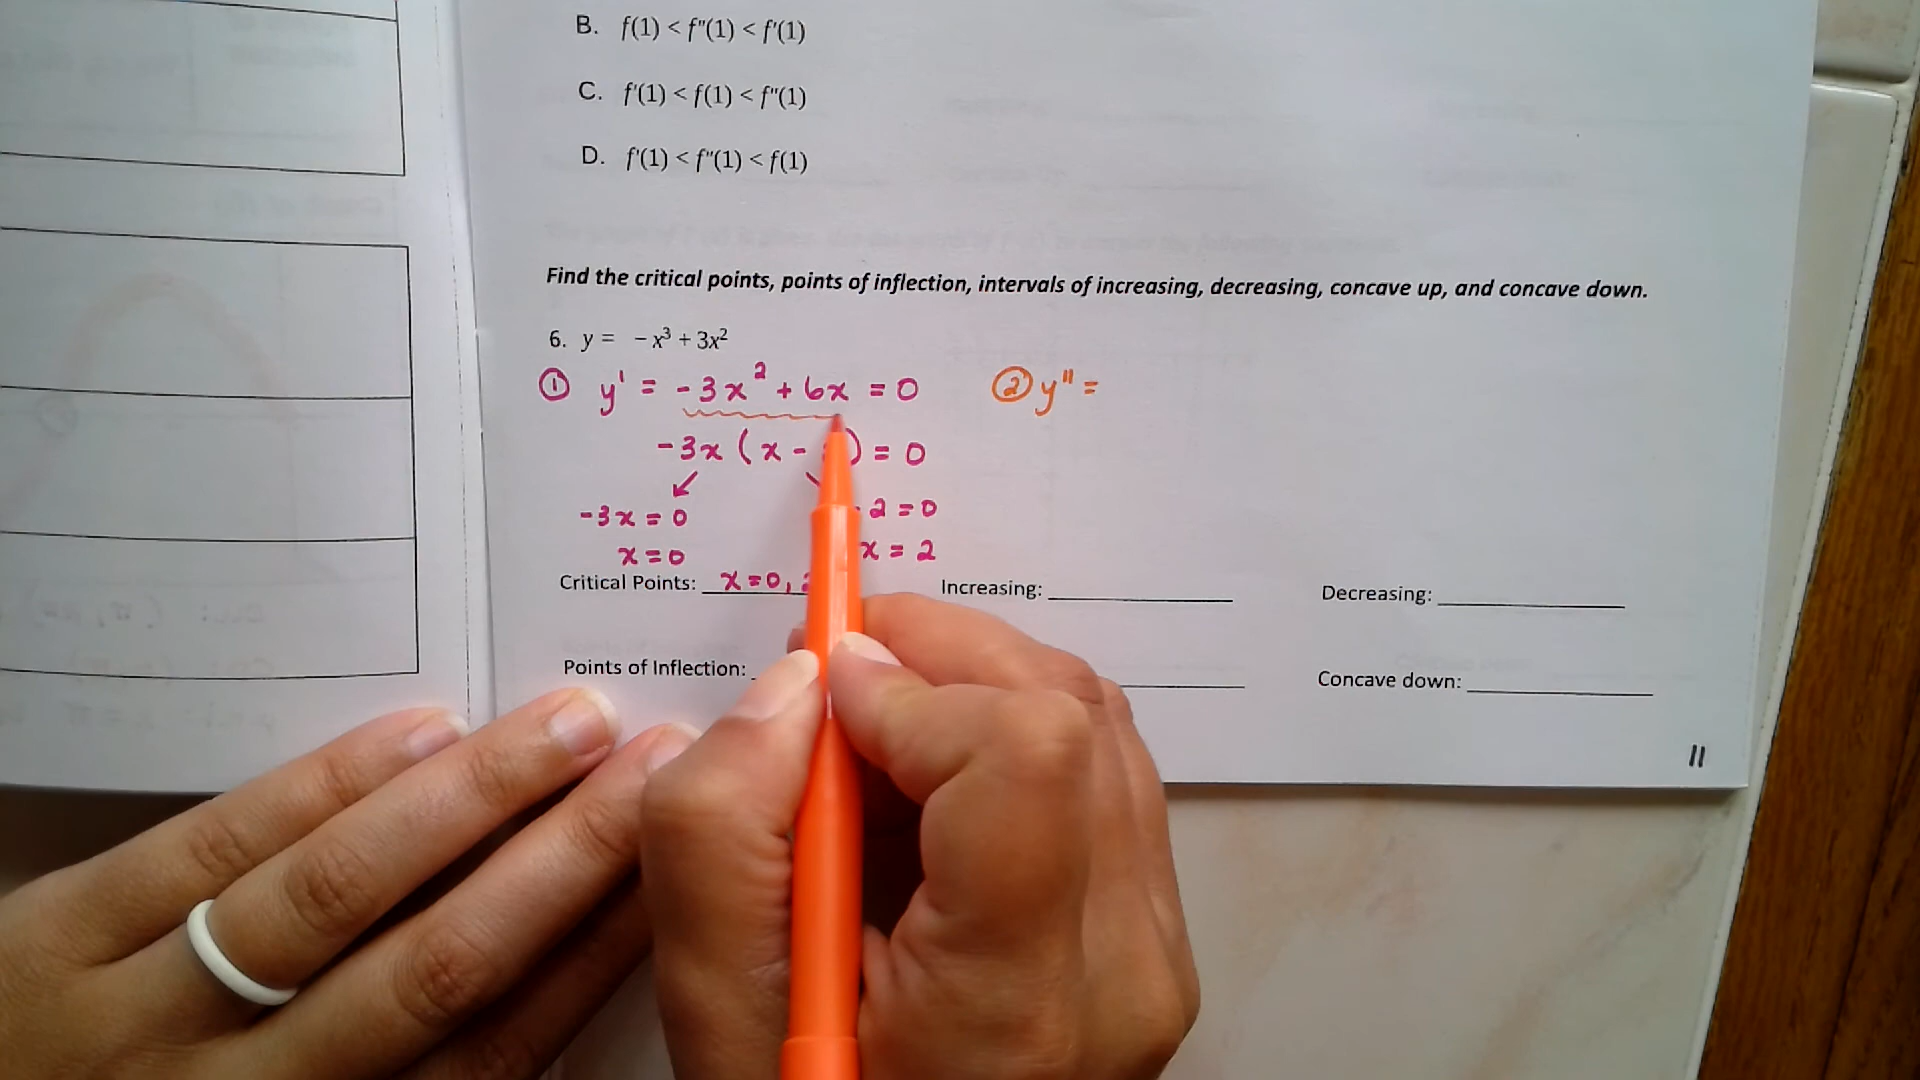 B. f(1) < f"(1) < f'(1)
C. f'(1) < f(1) < f"(1)
D. f'(1) < f"(1) < f(1)
Find the critical points, points of inflection, intervals of increasing, decreasing, concave up, and concave down.
6. y = − x³ + 3x²
① y' = -3x² + 6x = 0
② y" =
-3x (x - ) = 0
-3x = 0
2 = 0
x = 0
x = 2
Critical Points: x = 0,
Increasing:
Decreasing:
Points of Inflection:
Concave down:
11